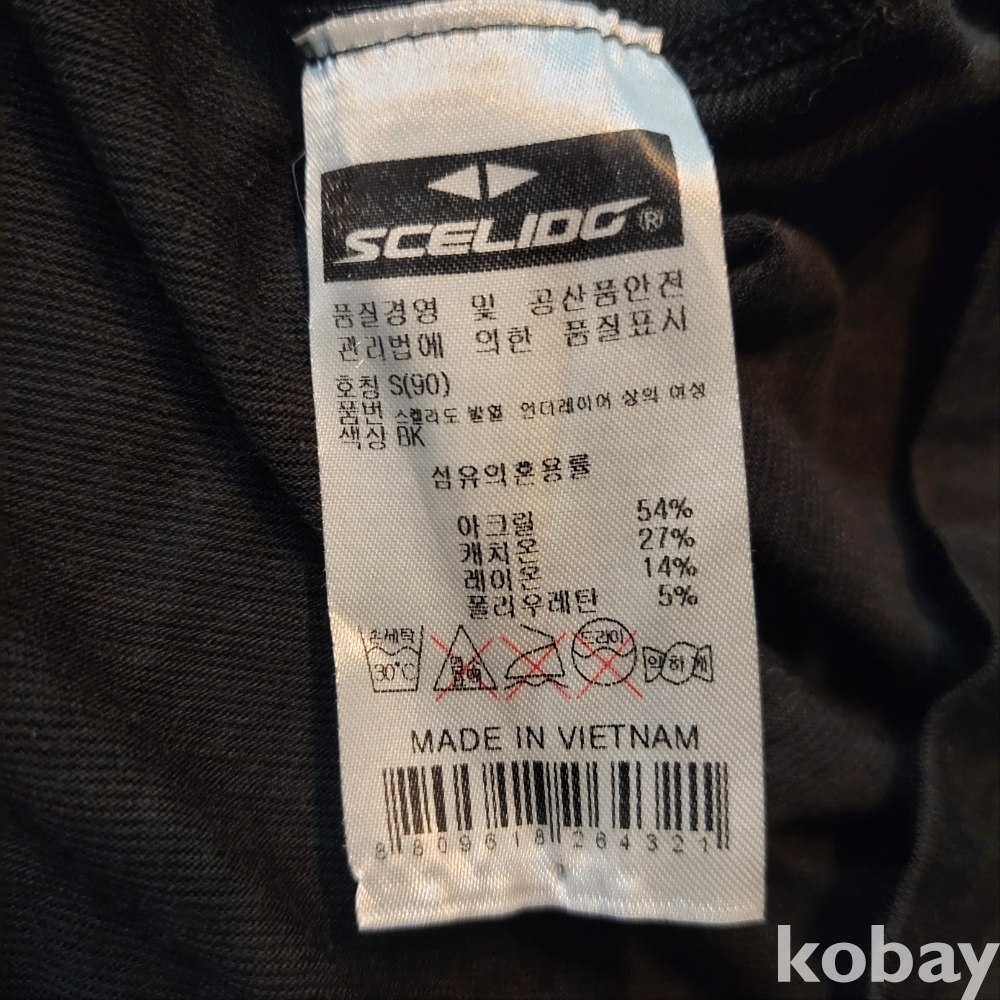 SCELIDO ®
품질경영 및 공산품안전
관리법에 의한 품질표시
호칭 S(90)
품번 스켈리도 발열 언더레이어 상의 여성
색상 BK
섬유의혼용률
아크릴 54%
캐치온 27%
레이온 14%
폴리우레탄 5%
손세탁 30°C 드라이 약하게
MADE IN VIETNAM
8809618264321
kobay